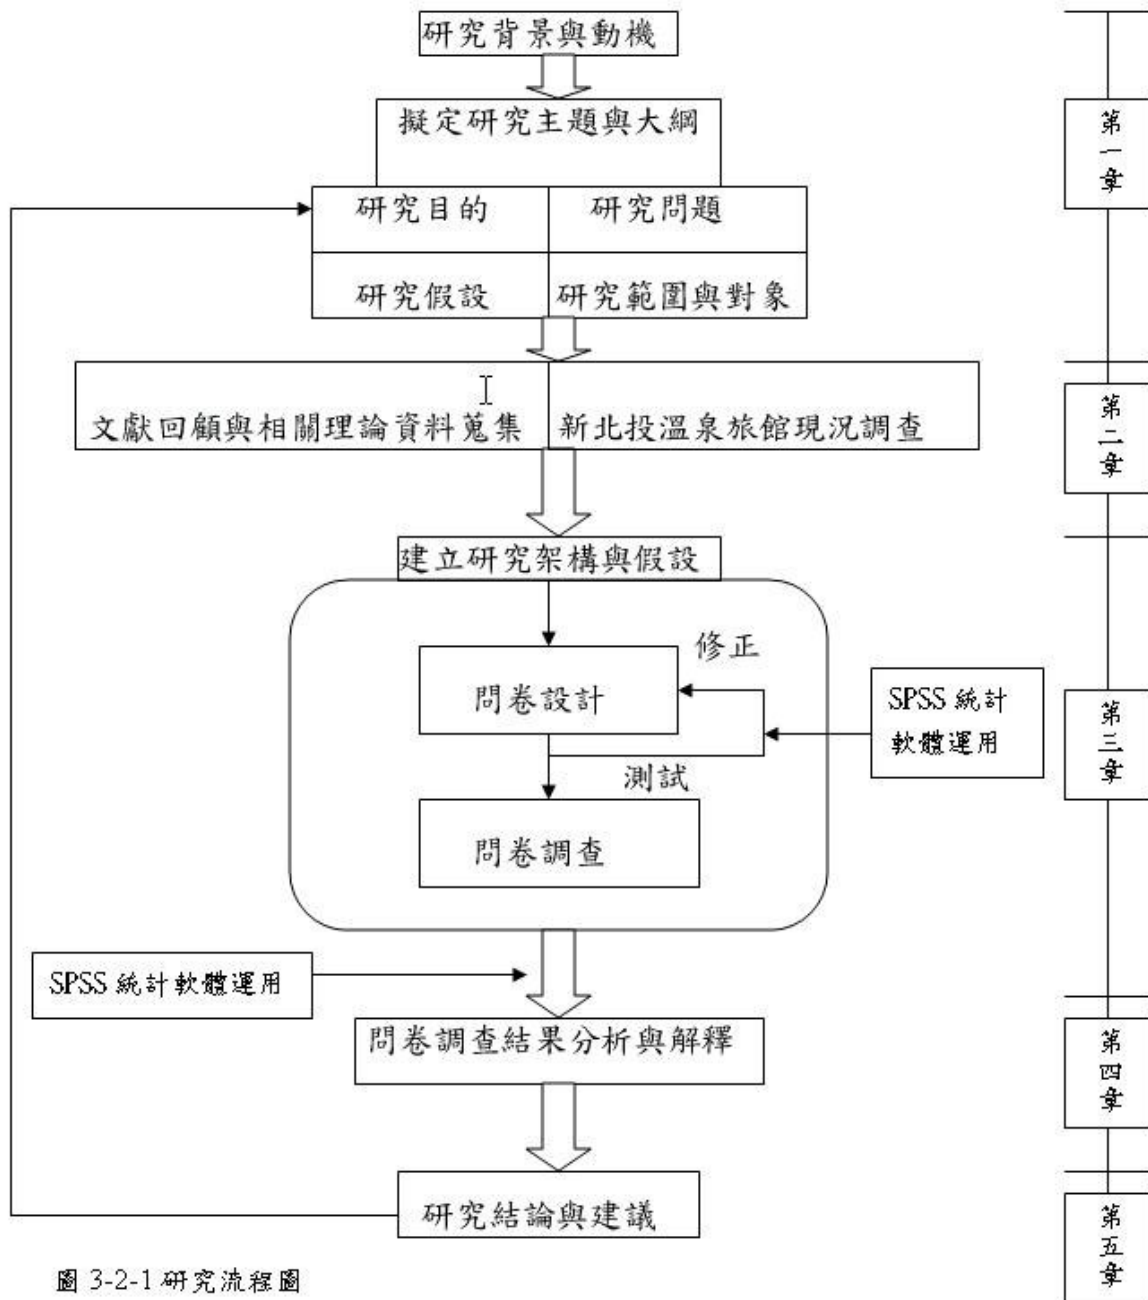 研究背景與動機
擬定研究主題與大綱
第一章
研究目的
研究問題
研究假設
研究範圍與對象
文獻回顧與相關理論資料蒐集
新北投溫泉旅館現況調查
第二章
建立研究架構與假設
修正
問卷設計
SPSS 統計
軟體運用
第三章
測試
問卷調查
SPSS 統計軟體運用
問卷調查結果分析與解釋
第四章
研究結論與建議
第五章
圖 3-2-1 研究流程圖